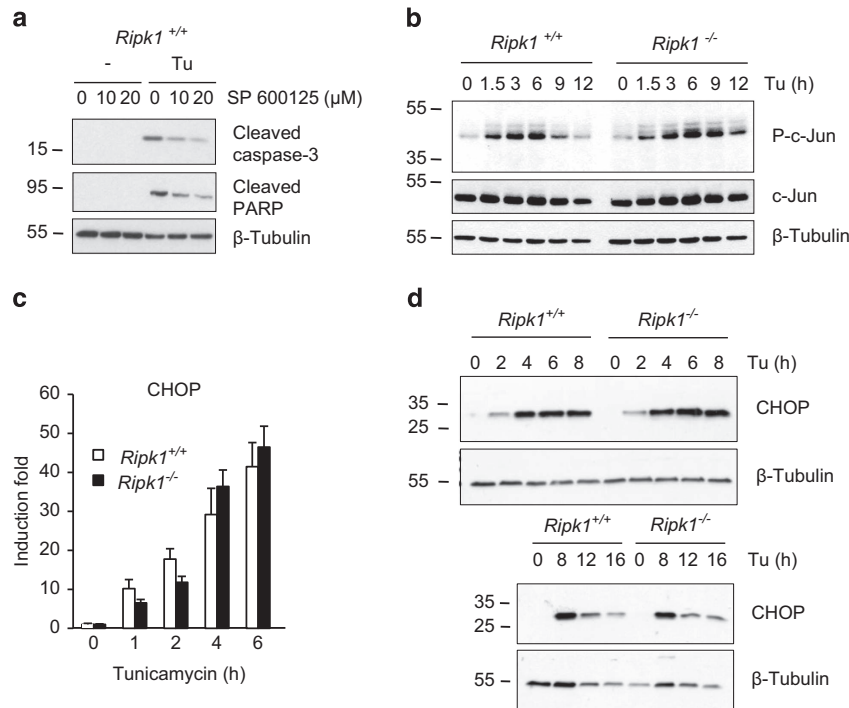 a
Ripk1 +/+
- Tu
0 10 20 0 10 20 SP 600125 (µM)
15 – Cleaved caspase-3
95 – Cleaved PARP
55 – β-Tubulin
b
Ripk1 +/+ Ripk1 -/-
0 1.5 3 6 9 12 0 1.5 3 6 9 12 Tu (h)
55 –
P-c-Jun
35 –
55 –
c-Jun
55 – β-Tubulin
c
CHOP
Induction fold
60
50
40
30
20
10
0
Ripk1+/+
Ripk1-/-
0 1 2 4 6
Tunicamycin (h)
d
Ripk1+/+ Ripk1-/-
0 2 4 6 8 0 2 4 6 8 Tu (h)
35 –
CHOP
25 –
55 – β-Tubulin
Ripk1+/+ Ripk1-/-
0 8 12 16 0 8 12 16 Tu (h)
35 –
CHOP
25 –
55 – β-Tubulin